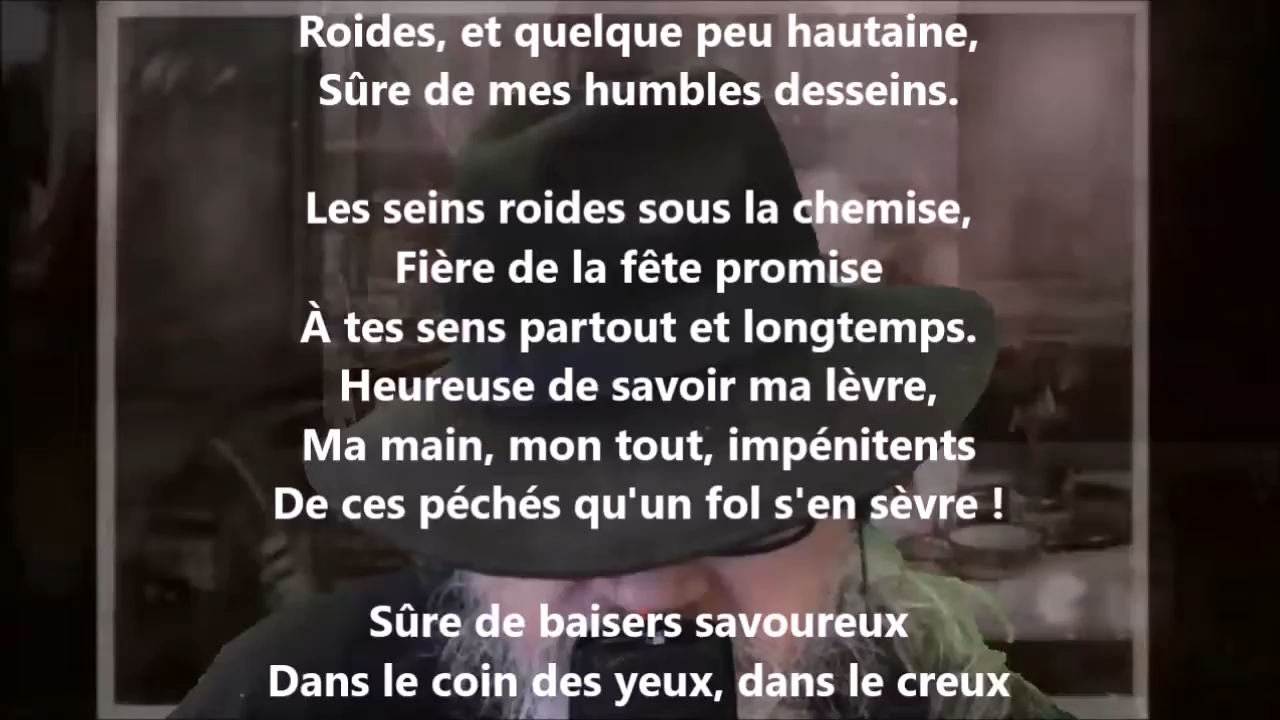 Roides, et quelque peu hautaine,
Sûre de mes humbles desseins.
Les seins roides sous la chemise,
Fière de la fête promise
À tes sens partout et longtemps.
Heureuse de savoir ma lèvre,
Ma main, mon tout, impénitents
De ces péchés qu'un fol s'en sèvre !
Sûre de baisers savoureux
Dans le coin des yeux, dans le creux